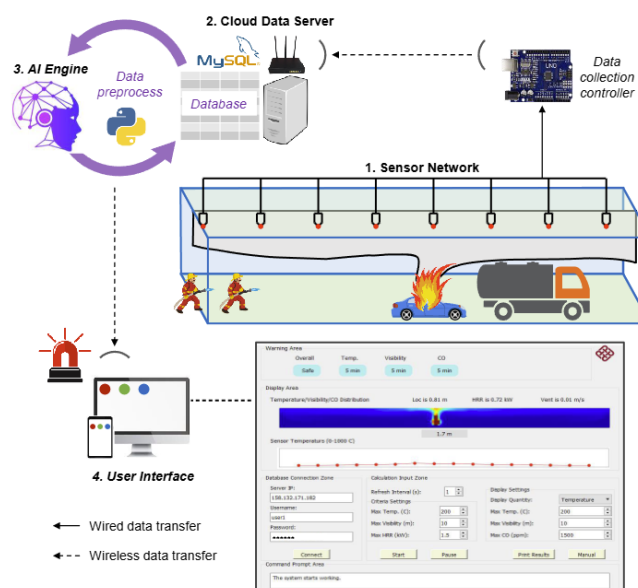 2. Cloud Data Server
3. AI Engine
Data
preprocess
MySQL
Database
UNO
Data
collection
controller
1. Sensor Network
4. User Interface
Wired data transfer
Wireless data transfer
Warning Area
Overall Temp. Visibility CO
Safe 5 min 5 min 5 min
Display Area
Temperature/Visibility/CO Distribution Loc is 0.81 m HRR is 0.72 kW Vent is 0.01 m/s
1.7 m
Sensor Temperature (0-1000 C)
Database Connection Zone
Server IP:
158.132.171.182
Username:
user1
Password:
••••••
Connect
Calculation Input Zone
Refresh Interval (s): 1
Criteria Settings
Max Temp. (C): 200
Max Visibility (m): 10
Max HRR (kW): 1.5
Start Pause
Display Settings
Display Quantity: Temperature
Max Temp. (C): 200
Max Visibility (m): 10
Max CO (ppm): 1500
Print Results Manual
Command Prompt Area
The system starts working.